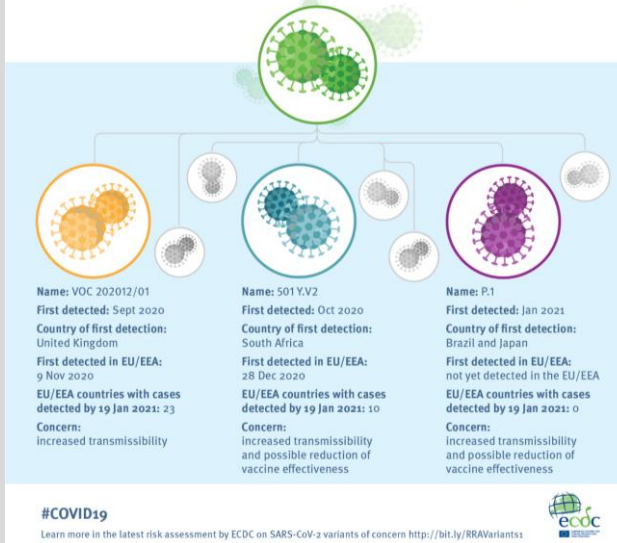 Name: VOC 202012/01
First detected: Sept 2020
Country of first detection:
United Kingdom
First detected in EU/EEA:
9 Nov 2020
EU/EEA countries with cases
detected by 19 Jan 2021: 23
Concern:
increased transmissibility
Name: 501 Y.V2
First detected: Oct 2020
Country of first detection:
South Africa
First detected in EU/EEA:
28 Dec 2020
EU/EEA countries with cases
detected by 19 Jan 2021: 10
Concern:
increased transmissibility
and possible reduction of
vaccine effectiveness
Name: P.1
First detected: Jan 2021
Country of first detection:
Brazil and Japan
First detected in EU/EEA:
not yet detected in the EU/EEA
EU/EEA countries with cases
detected by 19 Jan 2021: 0
Concern:
increased transmissibility
and possible reduction of
vaccine effectiveness
#COVID19
Learn more in the latest risk assessment by ECDC on SARS-CoV-2 variants of concern http://bit.ly/RRAVariants1
ecdc